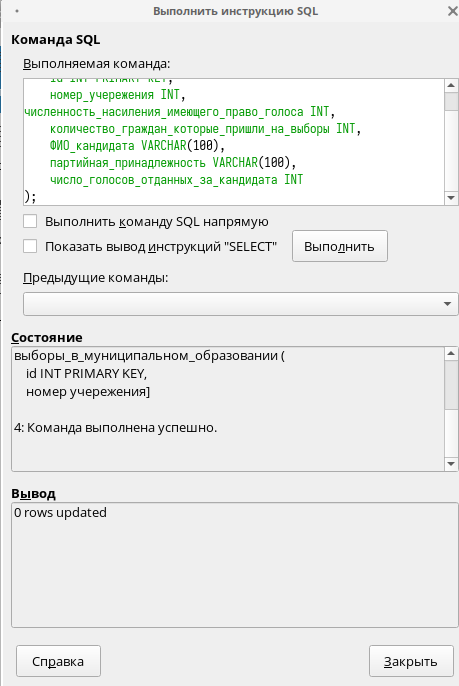 Выполнить инструкцию SQL
Команда SQL
Выполняемая команда:
id INT PRIMARY KEY,
номер_учережения INT,
численность_насиления_имеющего_право_голоса INT,
количество_граждан_которые_пришли_на_выборы INT,
ФИО_кандидата VARCHAR(100),
партийная_принадлежность VARCHAR(100),
число_голосов_отданных_за_кандидата INT
);
Выполнить команду SQL напрямую
Показать вывод инструкций "SELECT"
Выполнить
Предыдущие команды:
Состояние
выборы_в_муниципальном_образовании (
id INT PRIMARY KEY,
номер учережения]
4: Команда выполнена успешно.
Вывод
0 rows updated
Справка
Закрыть